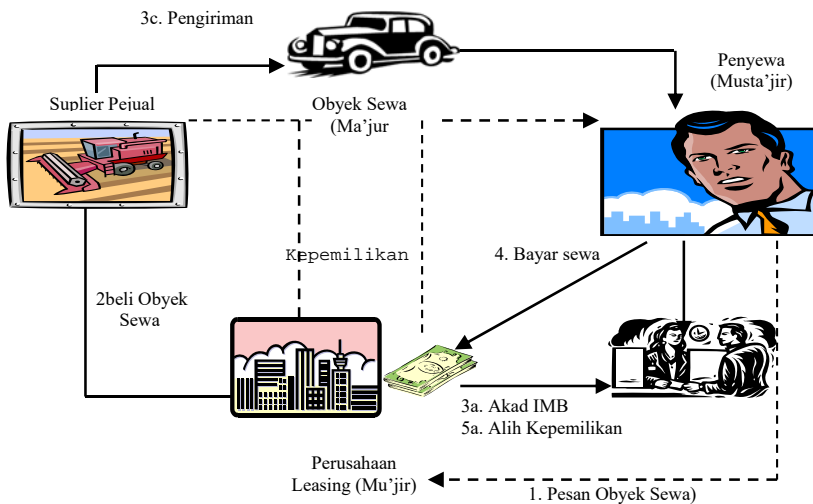 3c. Pengiriman
Penyewa
(Musta’jir)
Suplier Pejual
Obyek Sewa
(Ma’jur
Kepemilikan
4. Bayar sewa
2beli Obyek
Sewa
3a. Akad IMB
5a. Alih Kepemilikan
Perusahaan
Leasing (Mu’jir)
1. Pesan Obyek Sewa)